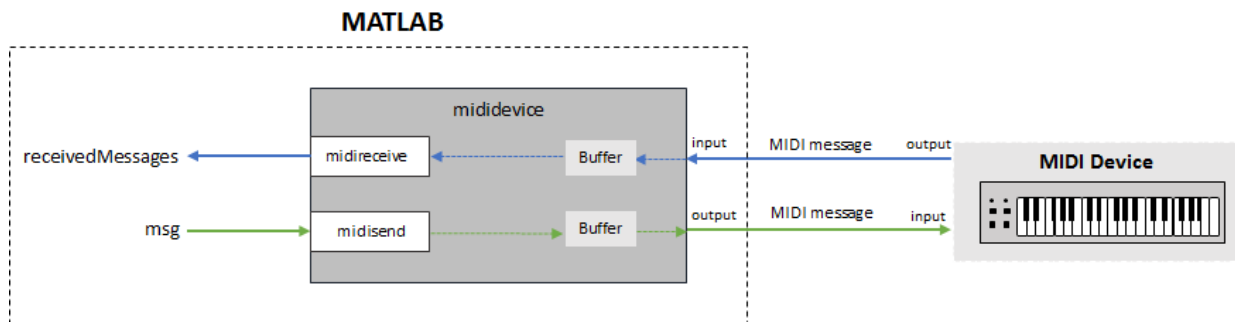 MATLAB
mididevice
receivedMessages
midireceive
Buffer
input
MIDI message
output
MIDI Device
msg
midisend
Buffer
output
MIDI message
input